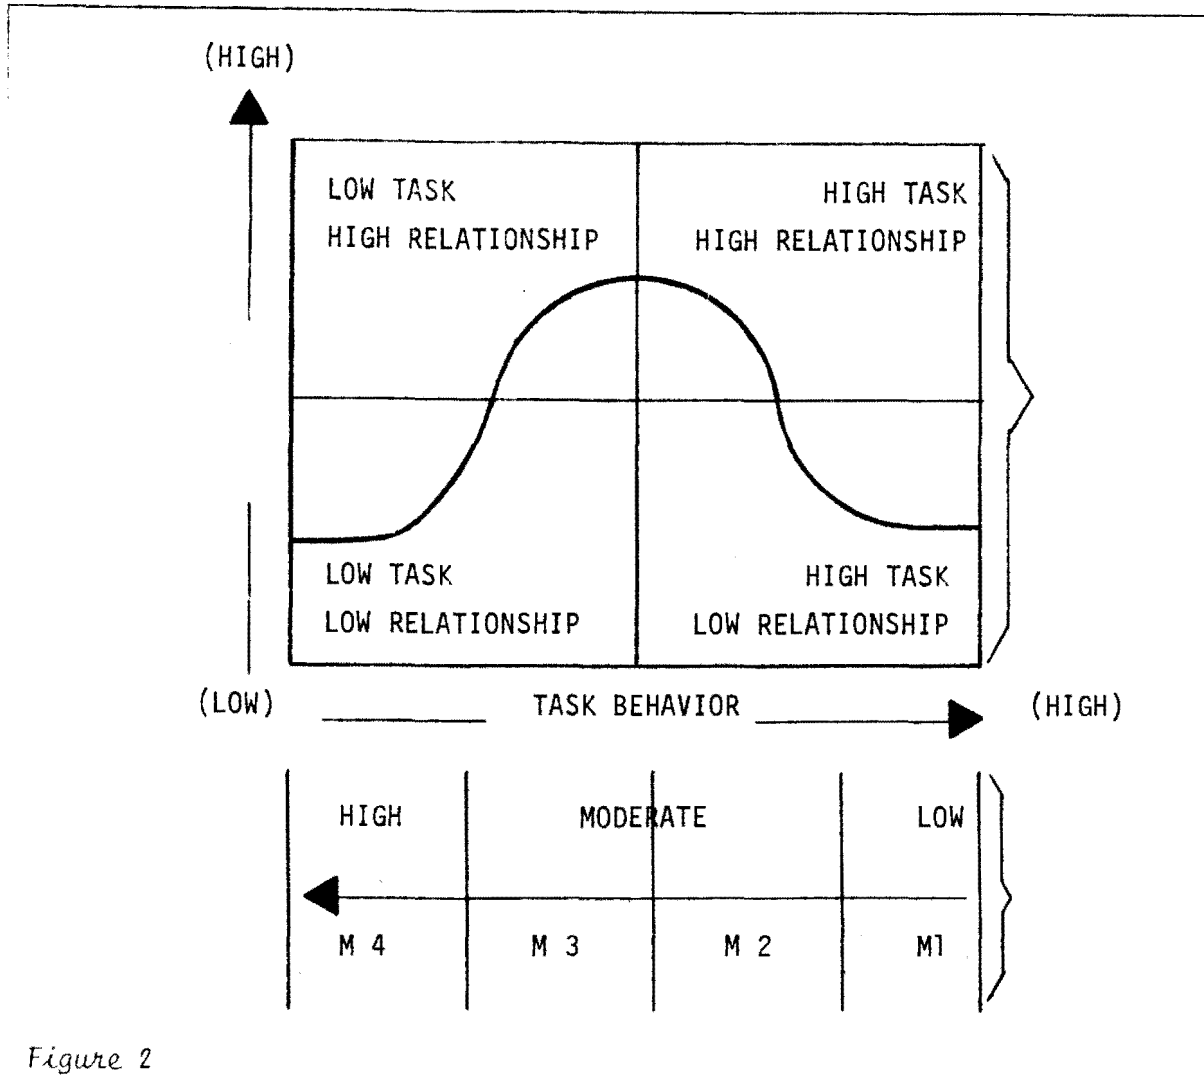 (HIGH)
LOW TASK
HIGH RELATIONSHIP
HIGH TASK
HIGH RELATIONSHIP
LOW TASK
LOW RELATIONSHIP
HIGH TASK
LOW RELATIONSHIP
(LOW)
TASK BEHAVIOR
(HIGH)
HIGH
MODERATE
LOW
M 4
M 3
M 2
M1
Figure 2